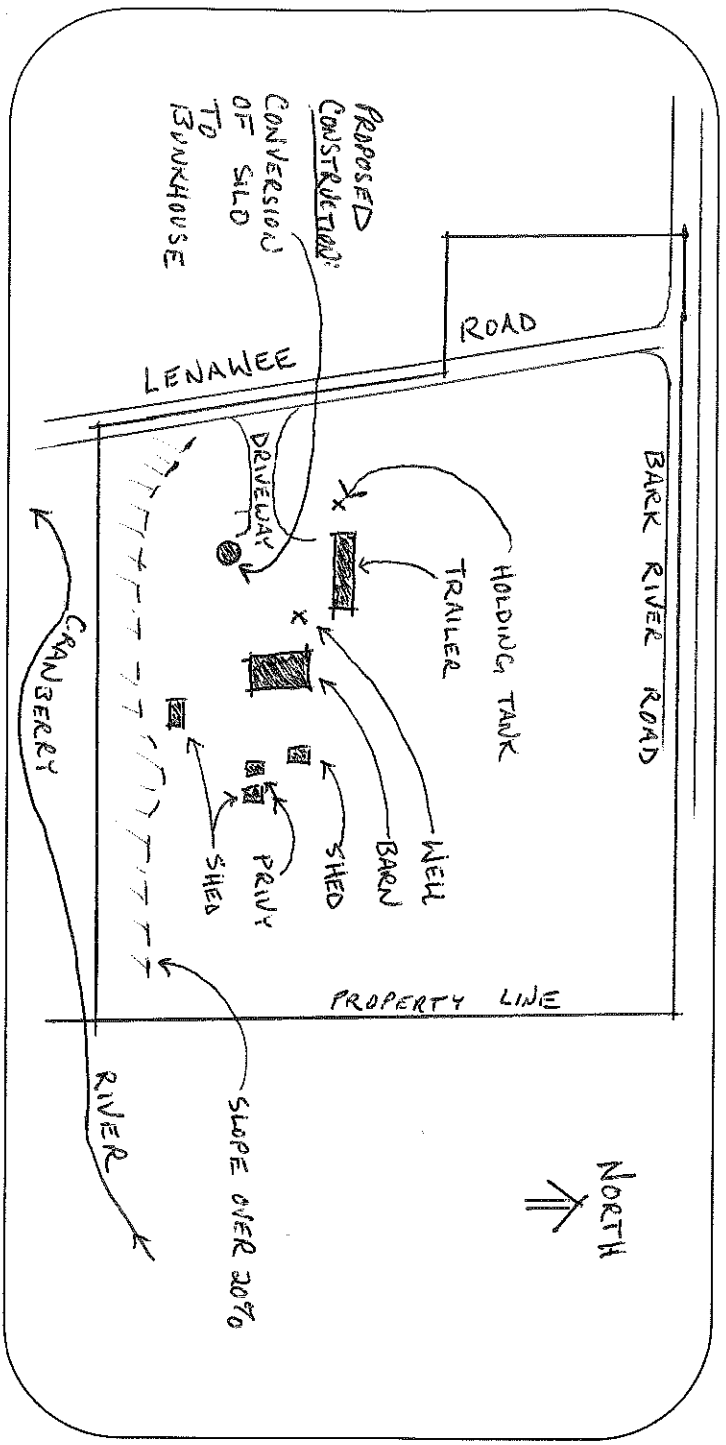 PROPOSED
CONSTRUCTION:
CONVERSION
OF SILO
TO
BUNKHOUSE
LENAWEE
ROAD
BARK RIVER ROAD
DRIVEWAY
HOLDING TANK
TRAILER
WELL
BARN
SHED
PRIVY
SHED
CRANBERRY
RIVER
PROPERTY LINE
SLOPE OVER 20%
NORTH